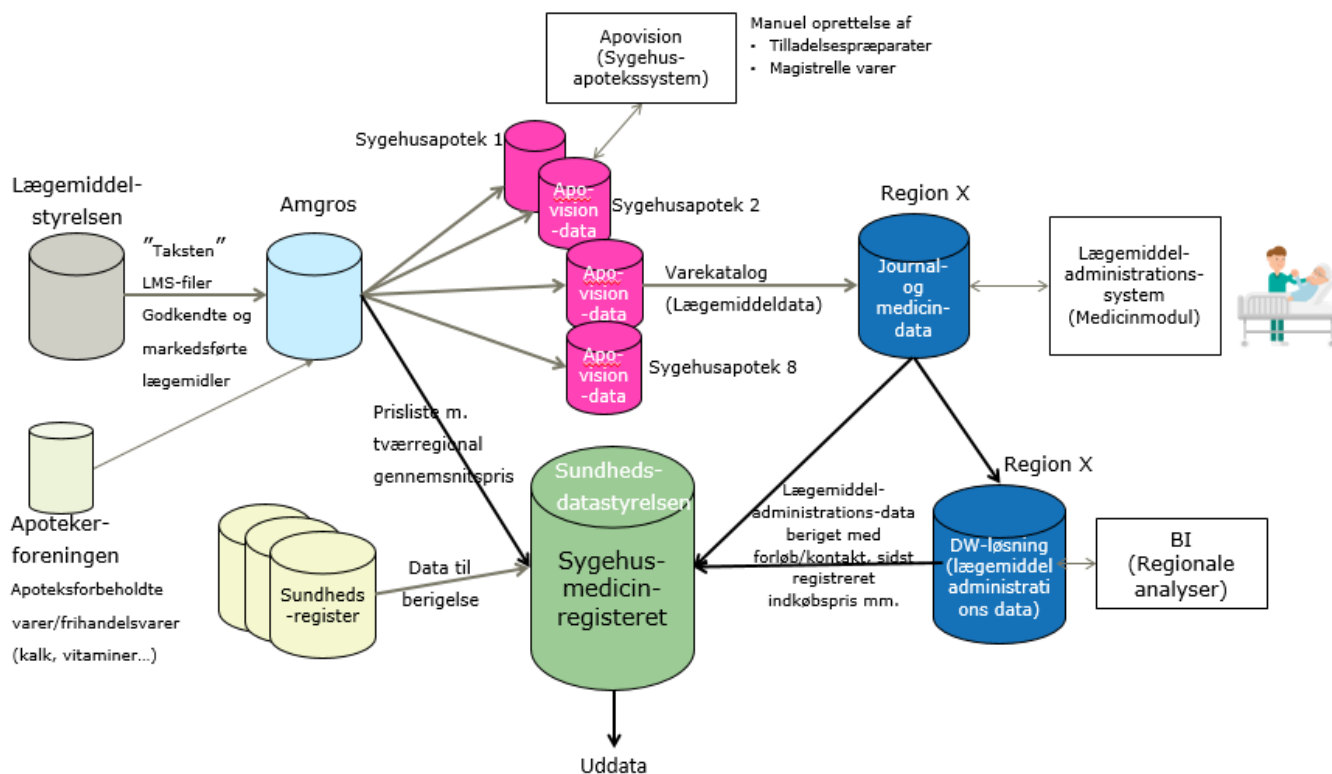 Apovision
(Sygehus-
apotekssystem)
Manuel oprettelse af
• Tilladelsespræparater
• Magistrelle varer
Sygehusapotek 1
Lægemiddel-
styrelsen
Amgros
Apo-
vision
-data
Sygehusapotek 2
Region X
"Taksten"
LMS-filer
Godkendte og
markedsførte
lægemidler
Apo-
vision
-data
Varekatalog
(Lægemiddeldata)
Journal-
og
medicin-
data
Lægemiddel-
administrations-
system
(Medicinmodul)
Apo-
vision
-data
Sygehusapotek 8
Prisliste m.
tværregional
gennemsnitspris
Sundheds-
datastyrelsen
Sygehus-
medicin-
registeret
Lægemiddel-
administrations-data
beriget med
forløb/kontakt, sidst
registreret
indkøbspris mm.
Region X
DW-løsning
(lægemiddel
administrati
ons data)
BI
(Regionale
analyser)
Apoteker-
foreningen
Apoteksforbeholdte
varer/frihandelsvarer
(kalk, vitaminer...)
Sundheds
-register
Data til
berigelse
Uddata